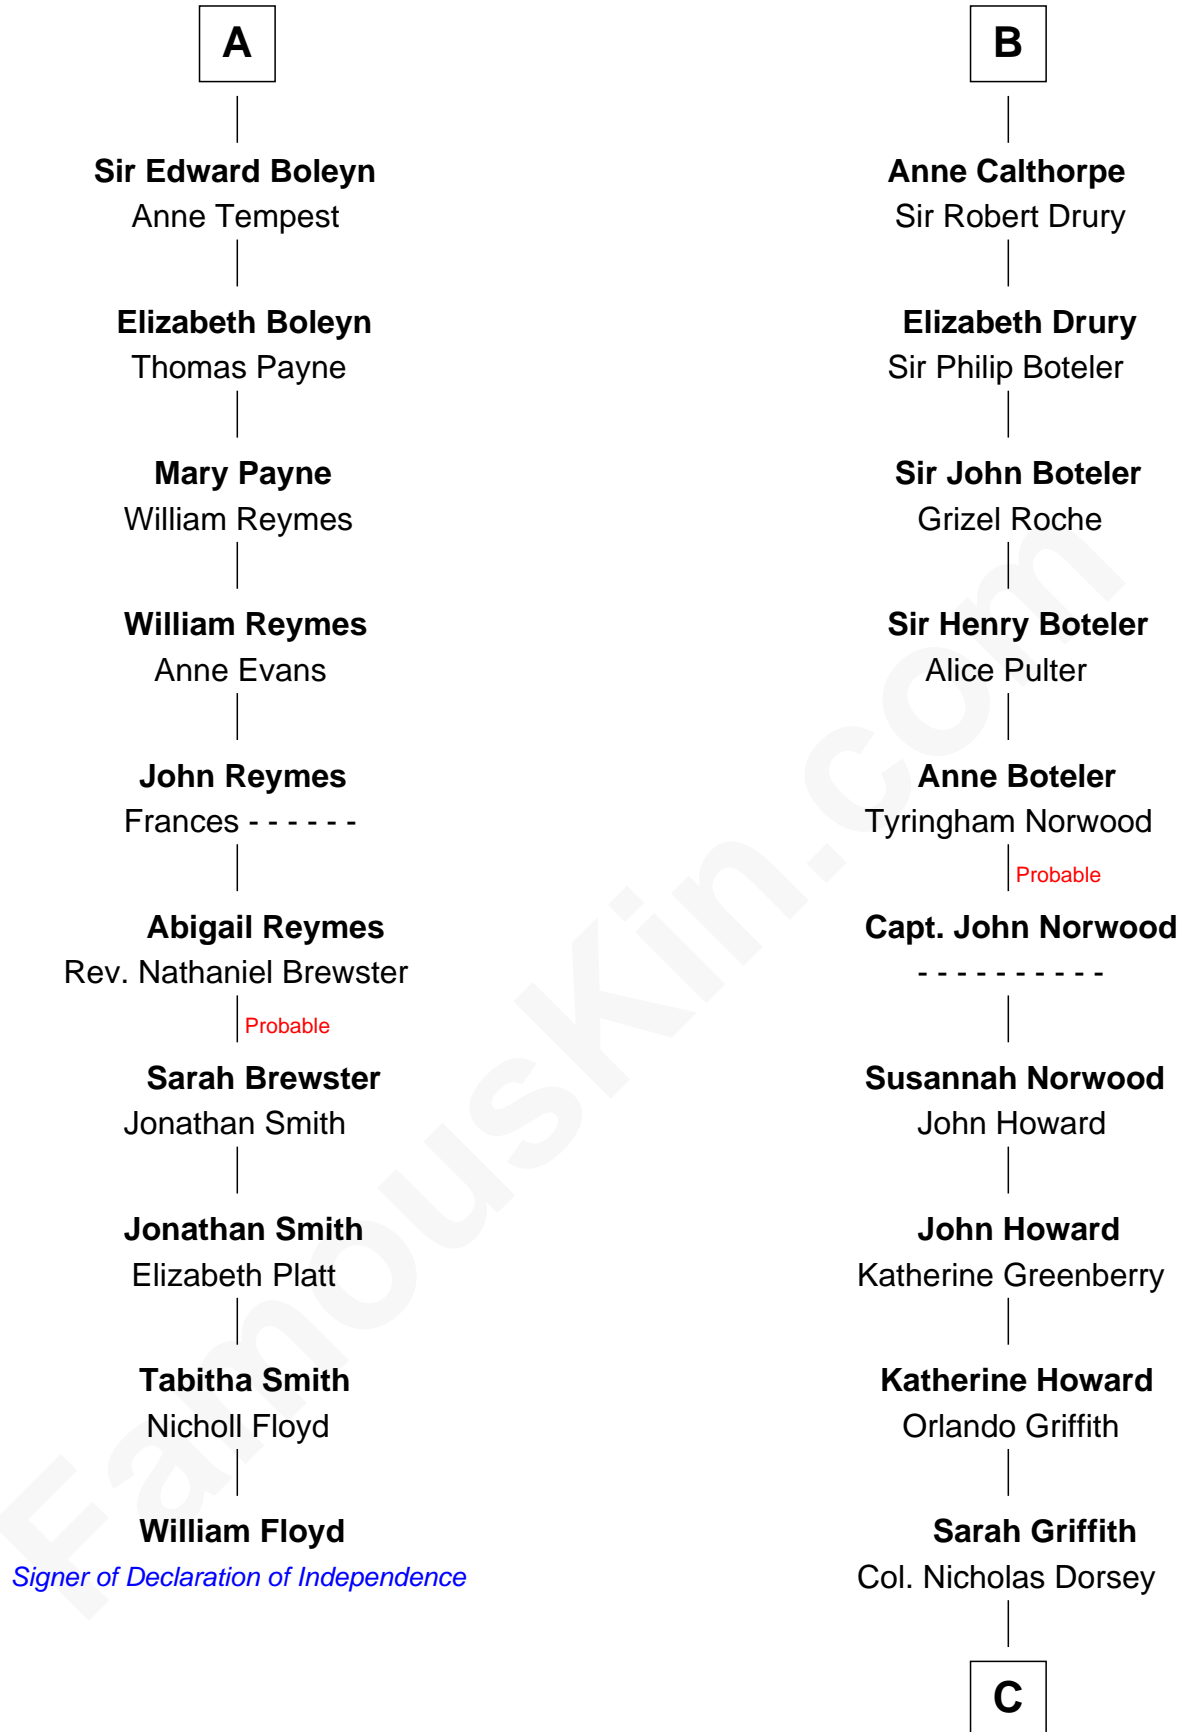 A
Sir Edward Boleyn
Anne Tempest
Elizabeth Boleyn
Thomas Payne
Mary Payne
William Reymes
William Reymes
Anne Evans
John Reymes
Frances - - - - - -
Abigail Reymes
Rev. Nathaniel Brewster
Probable
Sarah Brewster
Jonathan Smith
Jonathan Smith
Elizabeth Platt
Tabitha Smith
Nicholl Floyd
William Floyd
Signer of Declaration of Independence
B
Anne Calthorpe
Sir Robert Drury
Elizabeth Drury
Sir Philip Boteler
Sir John Boteler
Grizel Roche
Sir Henry Boteler
Alice Pulter
Anne Boteler
Tyringham Norwood
Probable
Capt. John Norwood
- - - - - - - - - -
Susannah Norwood
John Howard
John Howard
Katherine Greenberry
Katherine Howard
Orlando Griffith
Sarah Griffith
Col. Nicholas Dorsey
C
FamousKin.com